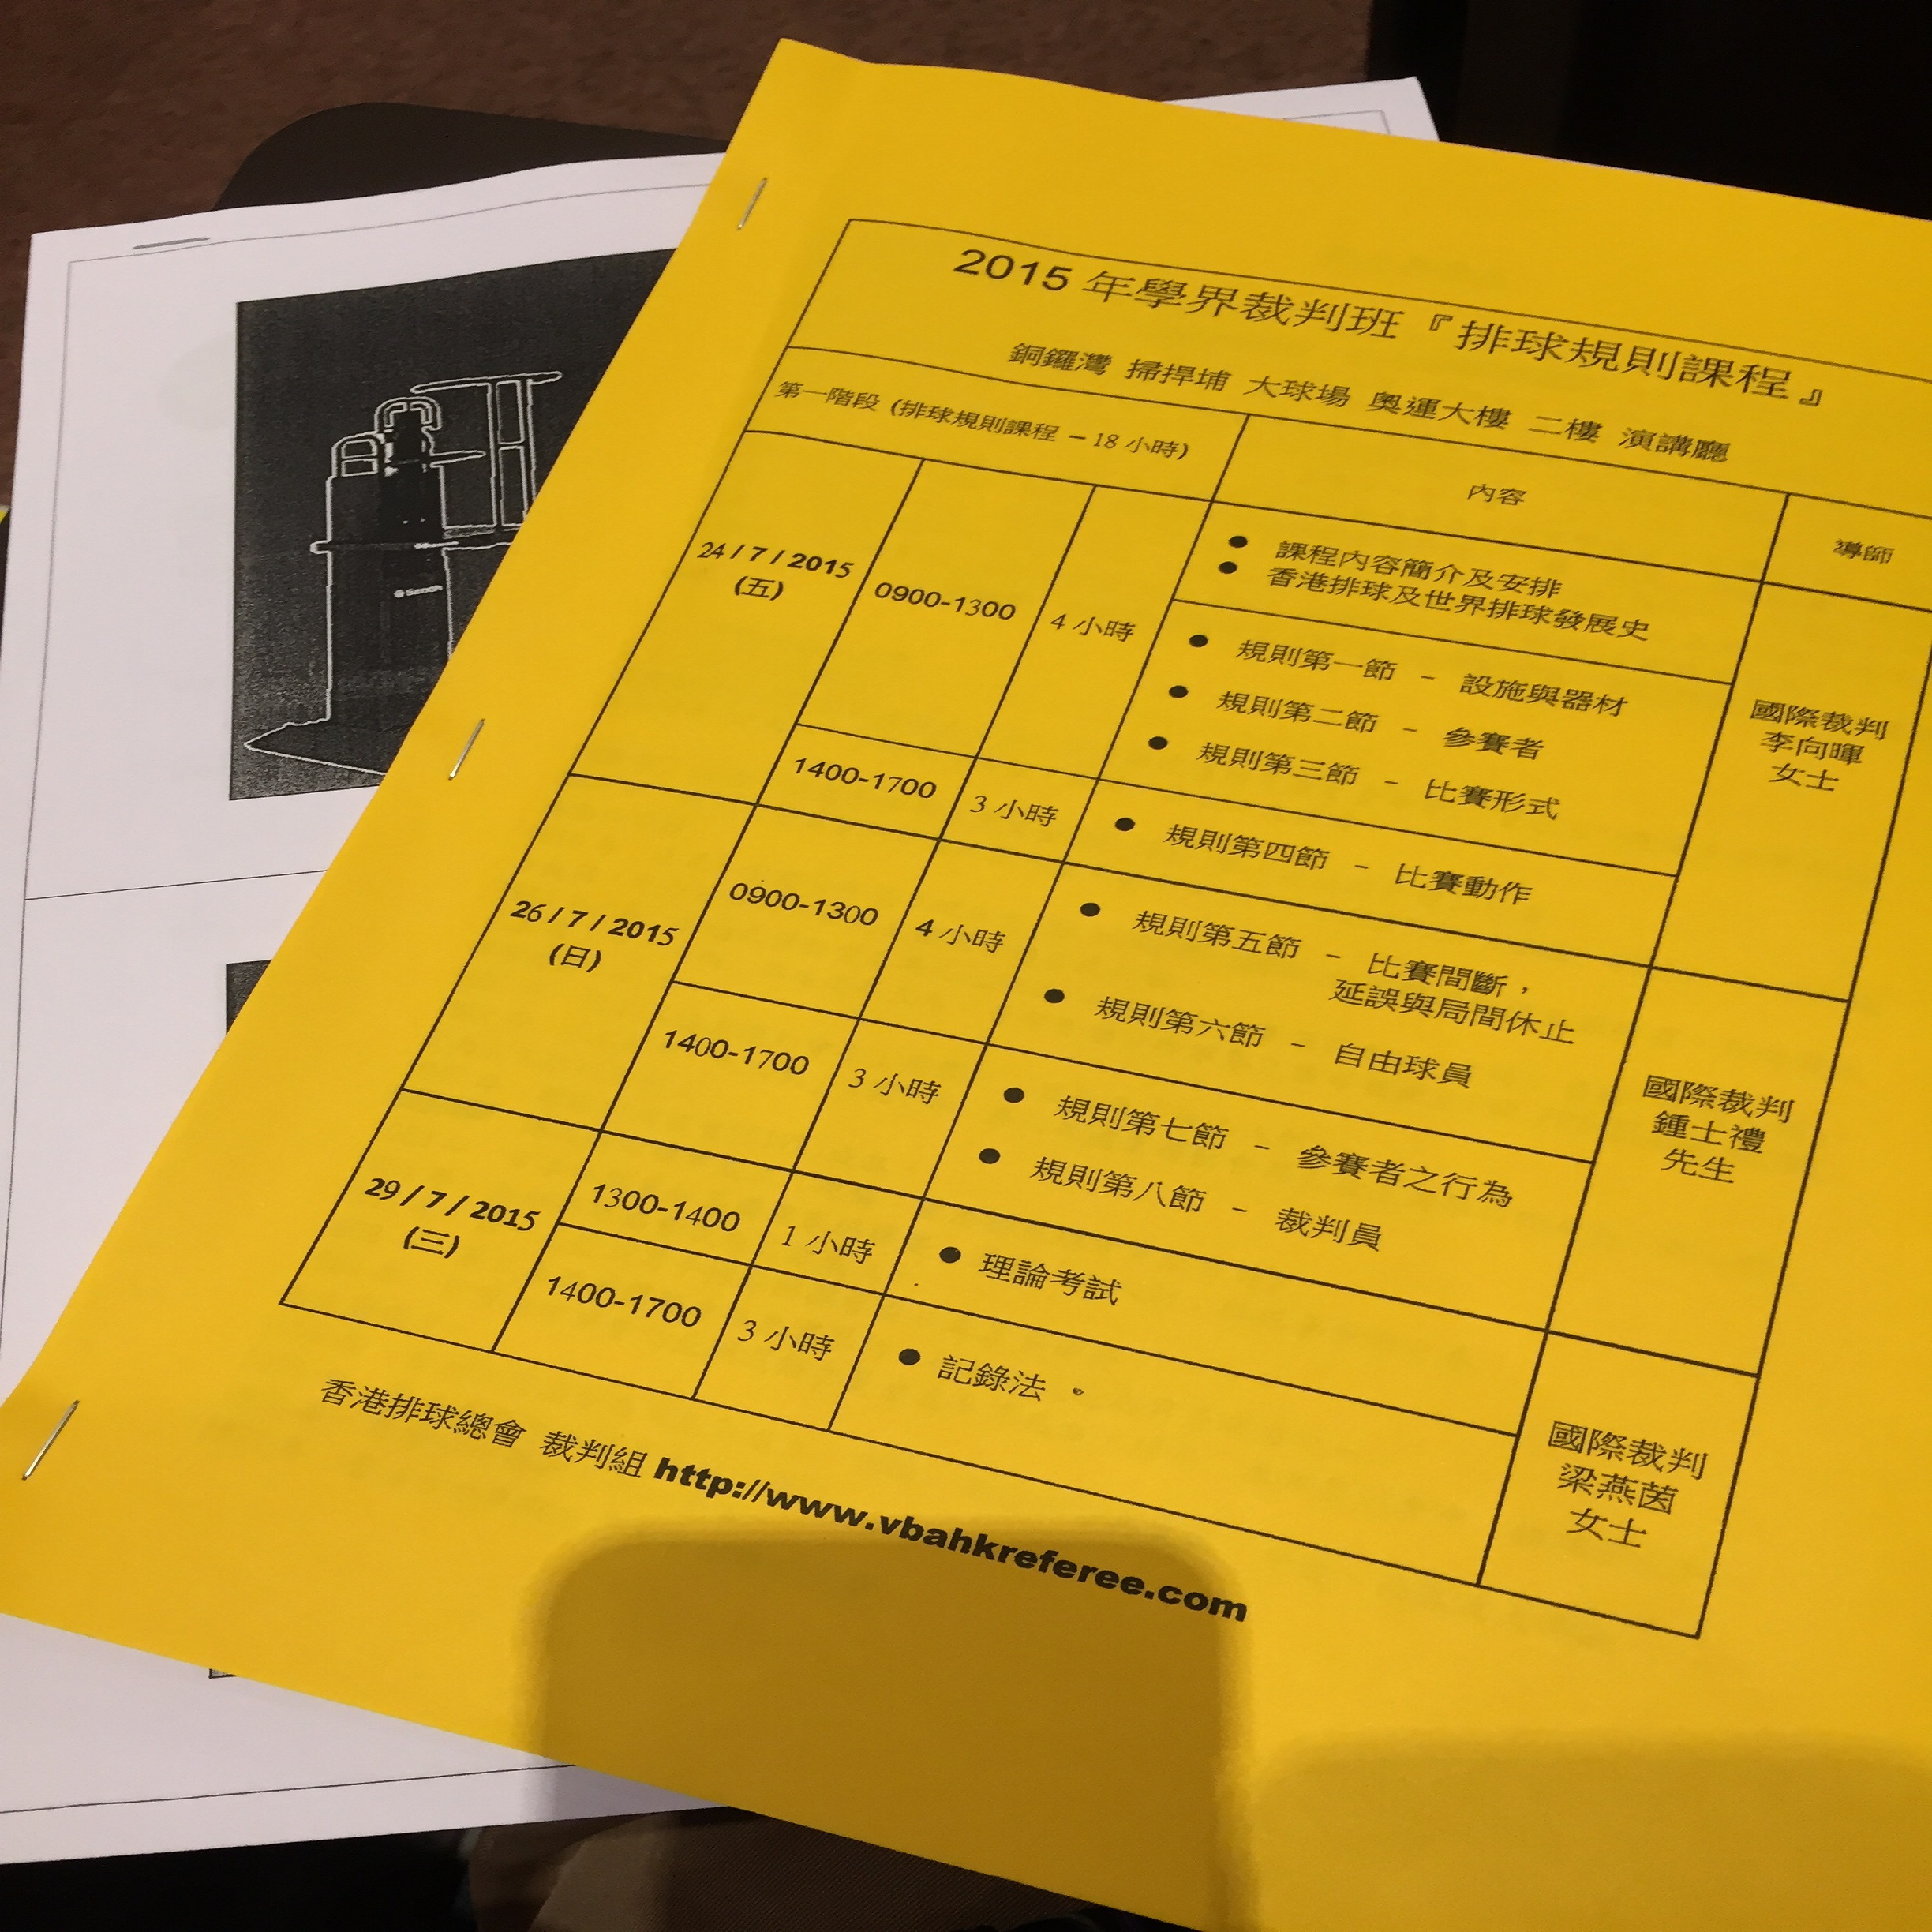 2015 年學界裁判班『排球規則課程』
銅鑼灣 掃捍埔 大球場 奧運大樓 二樓 演講廳
第一階段 (排球規則課程 – 18 小時)
內容
導師
24 / 7 / 2015
(五)
0900-1300
4 小時
● 課程內容簡介及安排
● 香港排球及世界排球發展史
● 規則第一節 - 設施與器材
● 規則第二節 - 參賽者
● 規則第三節 - 比賽形式
國際裁判
李向暉
女士
1400-1700
3 小時
● 規則第四節 - 比賽動作
26 / 7 / 2015
(日)
0900-1300
4 小時
● 規則第五節 - 比賽間斷，
延誤與局間休止
● 規則第六節 - 自由球員
國際裁判
鍾士禮
先生
1400-1700
3 小時
● 規則第七節 - 參賽者之行為
● 規則第八節 - 裁判員
29 / 7 / 2015
(三)
1300-1400
1 小時
● 理論考試
1400-1700
3 小時
● 記錄法。
國際裁判
梁燕茵
女士
香港排球總會 裁判組 http://www.vbahkreferee.com